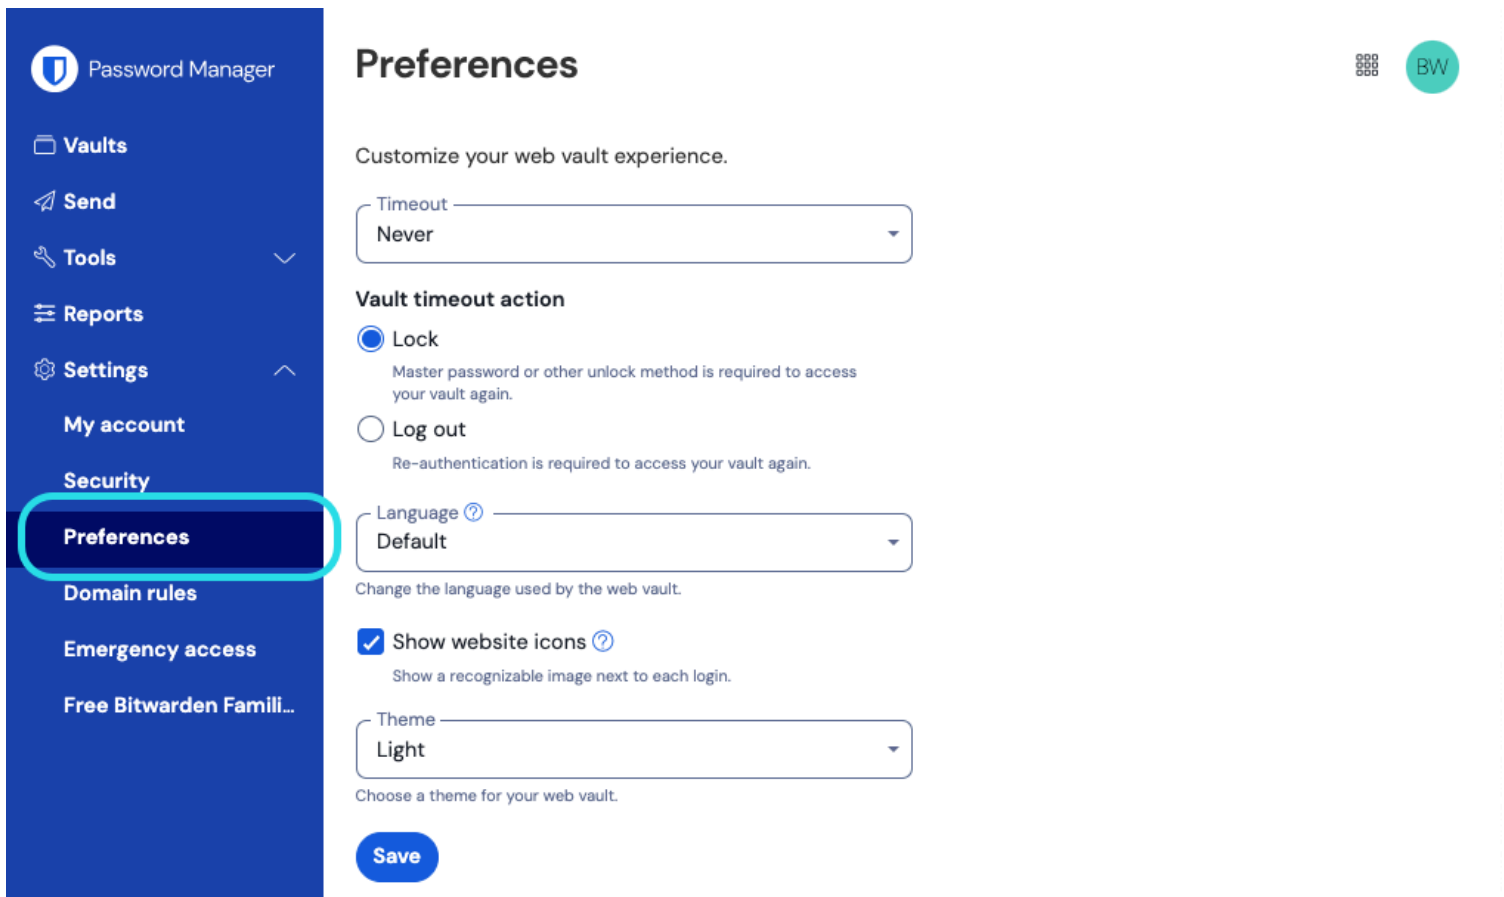 Password Manager
Vaults
Send
Tools
Reports
Settings
My account
Security
Preferences
Domain rules
Emergency access
Free Bitwarden Famili...
Preferences
BW
Customize your web vault experience.
Timeout
Never
Vault timeout action
Lock
Master password or other unlock method is required to access
your vault again.
Log out
Re-authentication is required to access your vault again.
Language
Default
Change the language used by the web vault.
Show website icons
Show a recognizable image next to each login.
Theme
Light
Choose a theme for your web vault.
Save